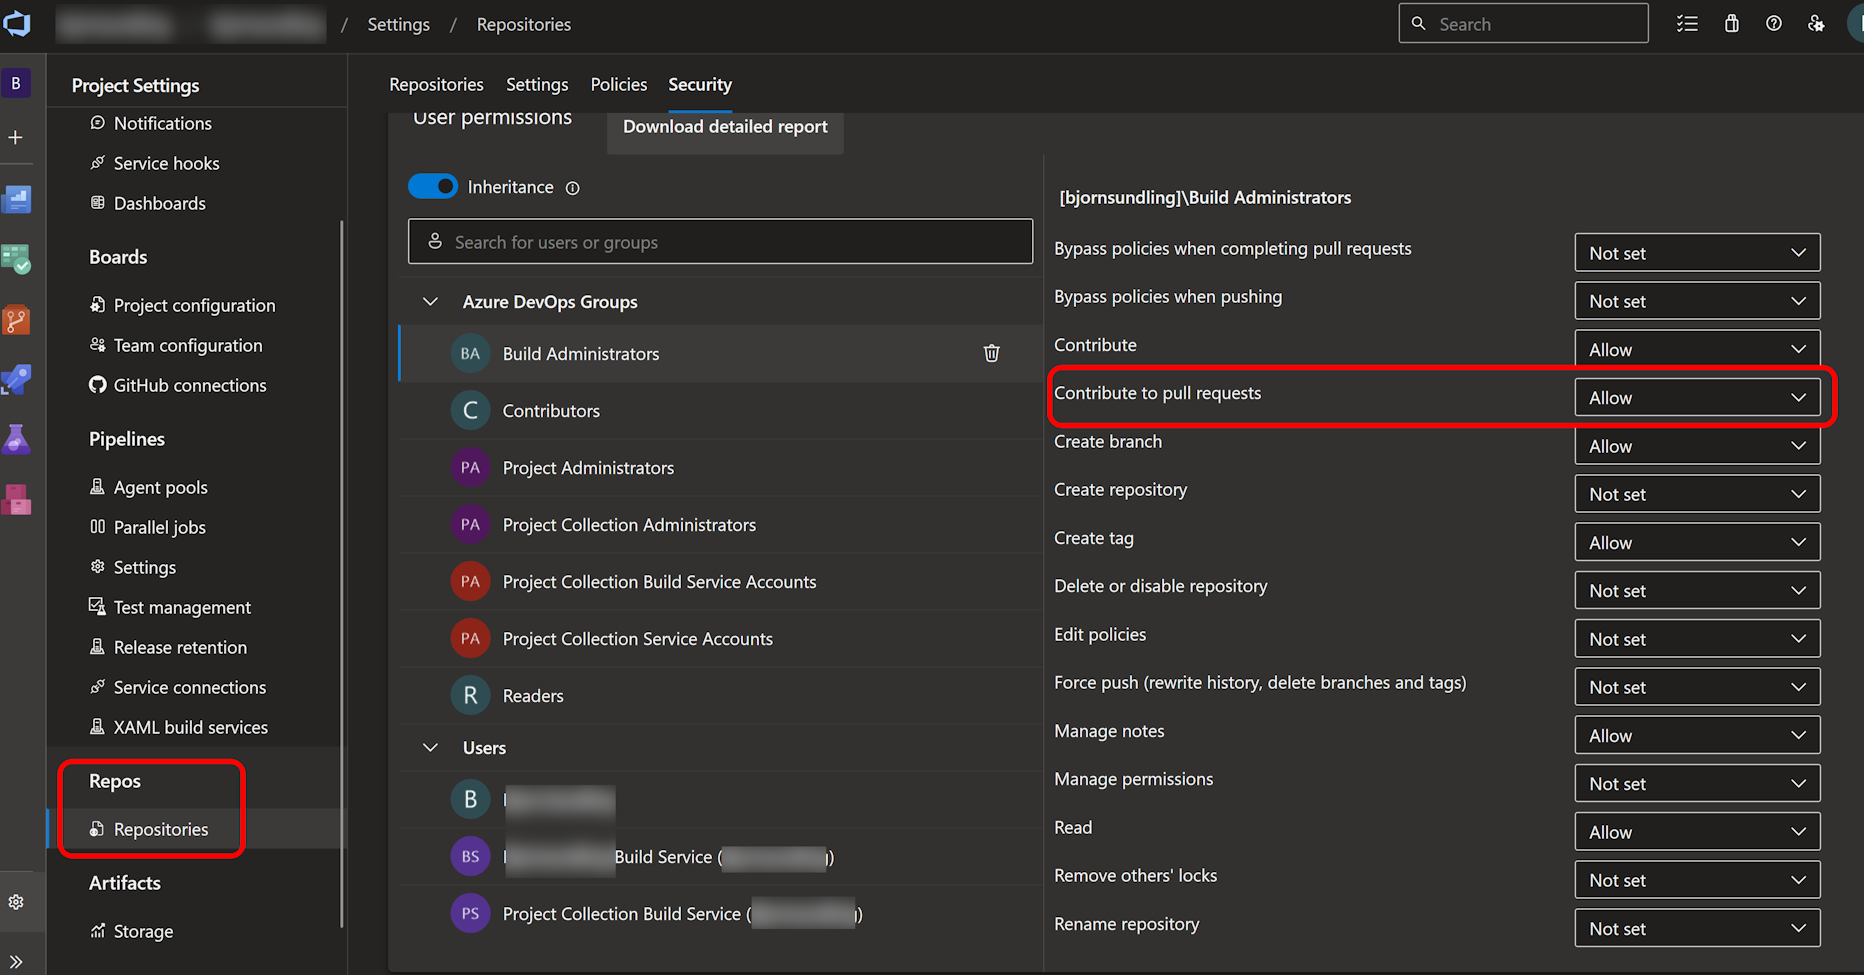 / Settings / Repositories
Search
B
Project Settings
Notifications
Service hooks
Dashboards
Boards
Project configuration
Team configuration
GitHub connections
Pipelines
Agent pools
Parallel jobs
Settings
Test management
Release retention
Service connections
XAML build services
Repos
Repositories
Artifacts
Storage
Repositories Settings Policies Security
User permissions
Download detailed report
Inheritance
Search for users or groups
Azure DevOps Groups
BA Build Administrators
C Contributors
PA Project Administrators
PA Project Collection Administrators
PA Project Collection Build Service Accounts
PA Project Collection Service Accounts
R Readers
Users
B
BS Build Service ( )
PS Project Collection Build Service ( )
[bjornsundling]\Build Administrators
Bypass policies when completing pull requests Not set
Bypass policies when pushing Not set
Contribute Allow
Contribute to pull requests Allow
Create branch Allow
Create repository Not set
Create tag Allow
Delete or disable repository Not set
Edit policies Not set
Force push (rewrite history, delete branches and tags) Not set
Manage notes Allow
Manage permissions Not set
Read Allow
Remove others' locks Not set
Rename repository Not set